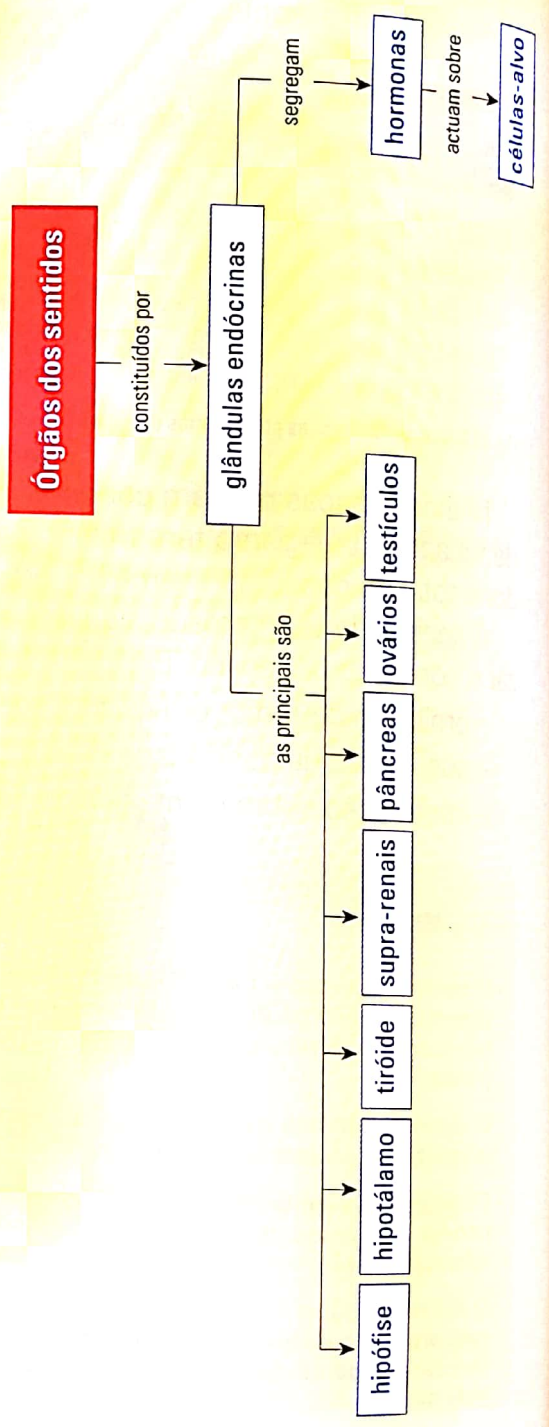 Órgãos dos sentidos
constituídos por
glândulas endócrinas
as principais são
segregam
hipófise
hipotálamo
tiróide
supra-renais
pâncreas
ovários
testículos
hormonas
actuam sobre
células-alvo